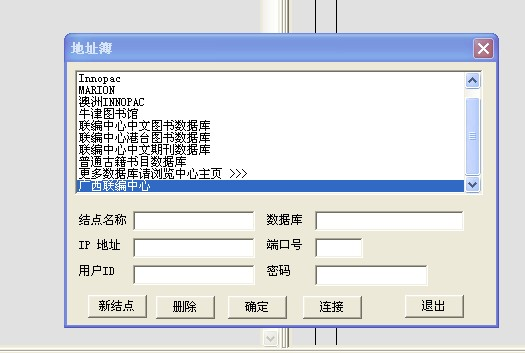 地址簿
Innopac
MARION
澳洲INNOPAC
牛津图书馆
联编中心中文图书数据库
联编中心港台图书数据库
联编中心中文期刊数据库
普通古籍书目数据库
更多数据库请浏览中心主页 >>>
广西联编中心
结点名称 数据库
IP 地址 端口号
用户ID 密码
新结点 删除 确定 连接 退出